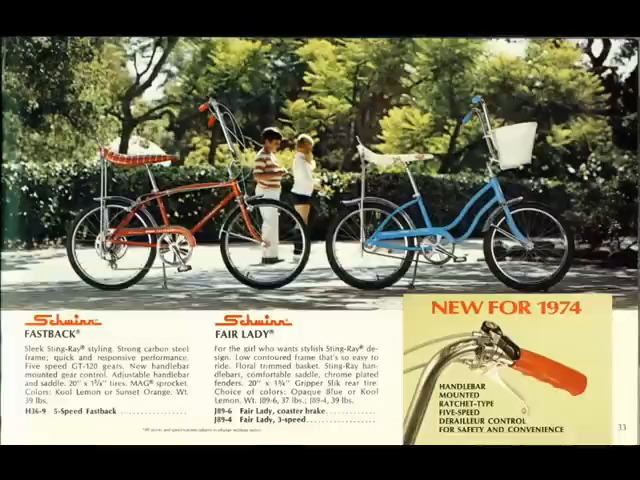 Schwinn
FASTBACK®
Sleek Sting-Ray® styling. Strong carbon steel
frame; quick and responsive performance.
Five speed GT-120 gears. New handlebar
mounted gear control. Adjustable handlebar
and saddle. 20" x 1⅜" tires. MAG® sprocket.
Colors: Kool Lemon or Sunset Orange. Wt.
39 lbs.
H36-9 5-Speed Fastback ....................
Schwinn
FAIR LADY®
For the girl who wants stylish Sting-Ray® de-
sign. Low contoured frame that's so easy to
ride. Floral trimmed basket. Sting-Ray han-
dlebars, comfortable saddle, chrome plated
fenders. 20" x 1¾" Gripper Slik rear tire.
Choice of colors: Opaque Blue or Kool
Lemon. Wt. J89-6, 37 lbs.; J89-4, 39 lbs.
J89-6 Fair Lady, coaster brake..............
J89-4 Fair Lady, 3-speed....................
NEW FOR 1974
HANDLEBAR
MOUNTED
RATCHET-TYPE
FIVE-SPEED
DERAILLEUR CONTROL
FOR SAFETY AND CONVENIENCE
33